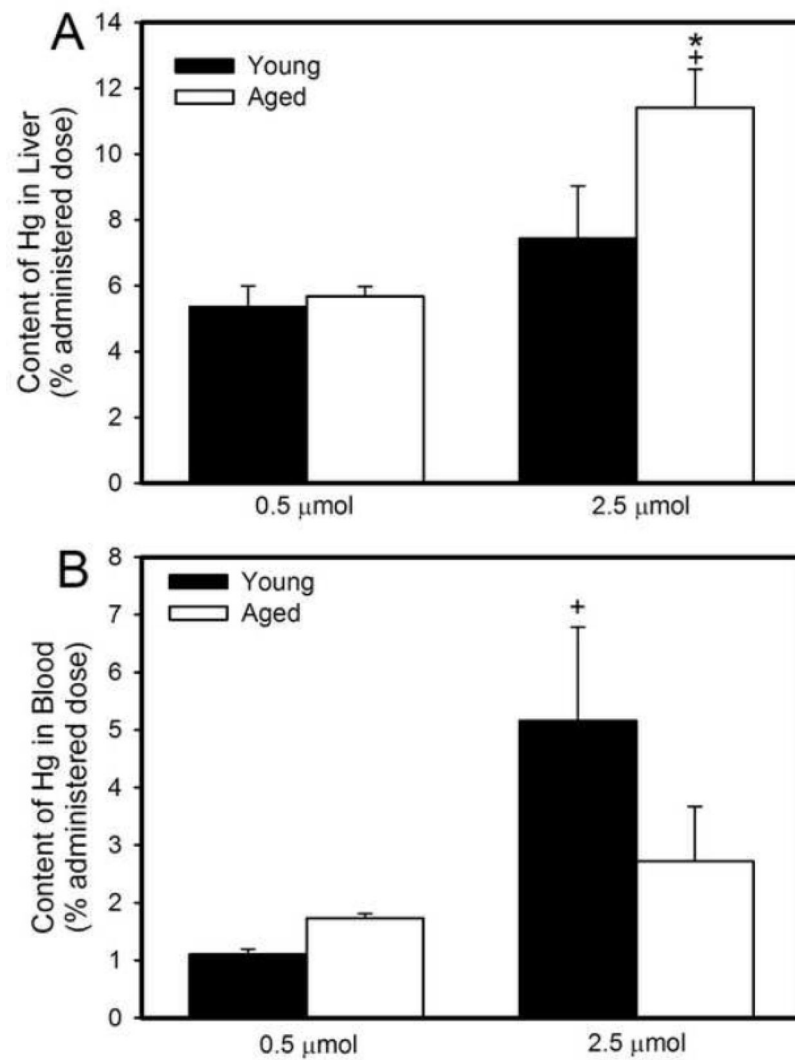 A
Content of Hg in Liver
(% administered dose)
14
12
10
8
6
4
2
0
Young
Aged
*
+
0.5 μmol
2.5 μmol
B
Content of Hg in Blood
(% administered dose)
8
7
6
5
4
3
2
1
0
Young
Aged
+
0.5 μmol
2.5 μmol